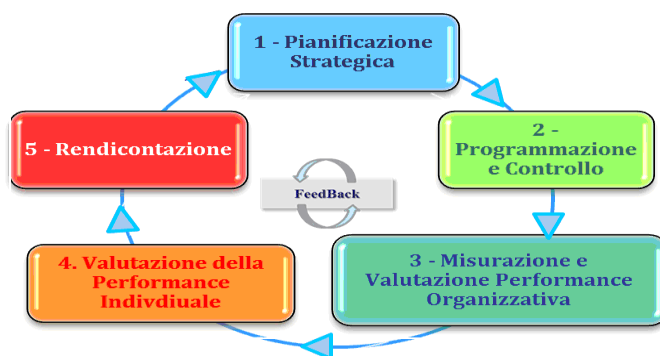 1 - Pianificazione
Strategica
2 -
Programmazione
e Controllo
3 - Misurazione e
Valutazione Performance
Organizzativa
4. Valutazione della
Performance
Indivdiuale
5 - Rendicontazione
FeedBack